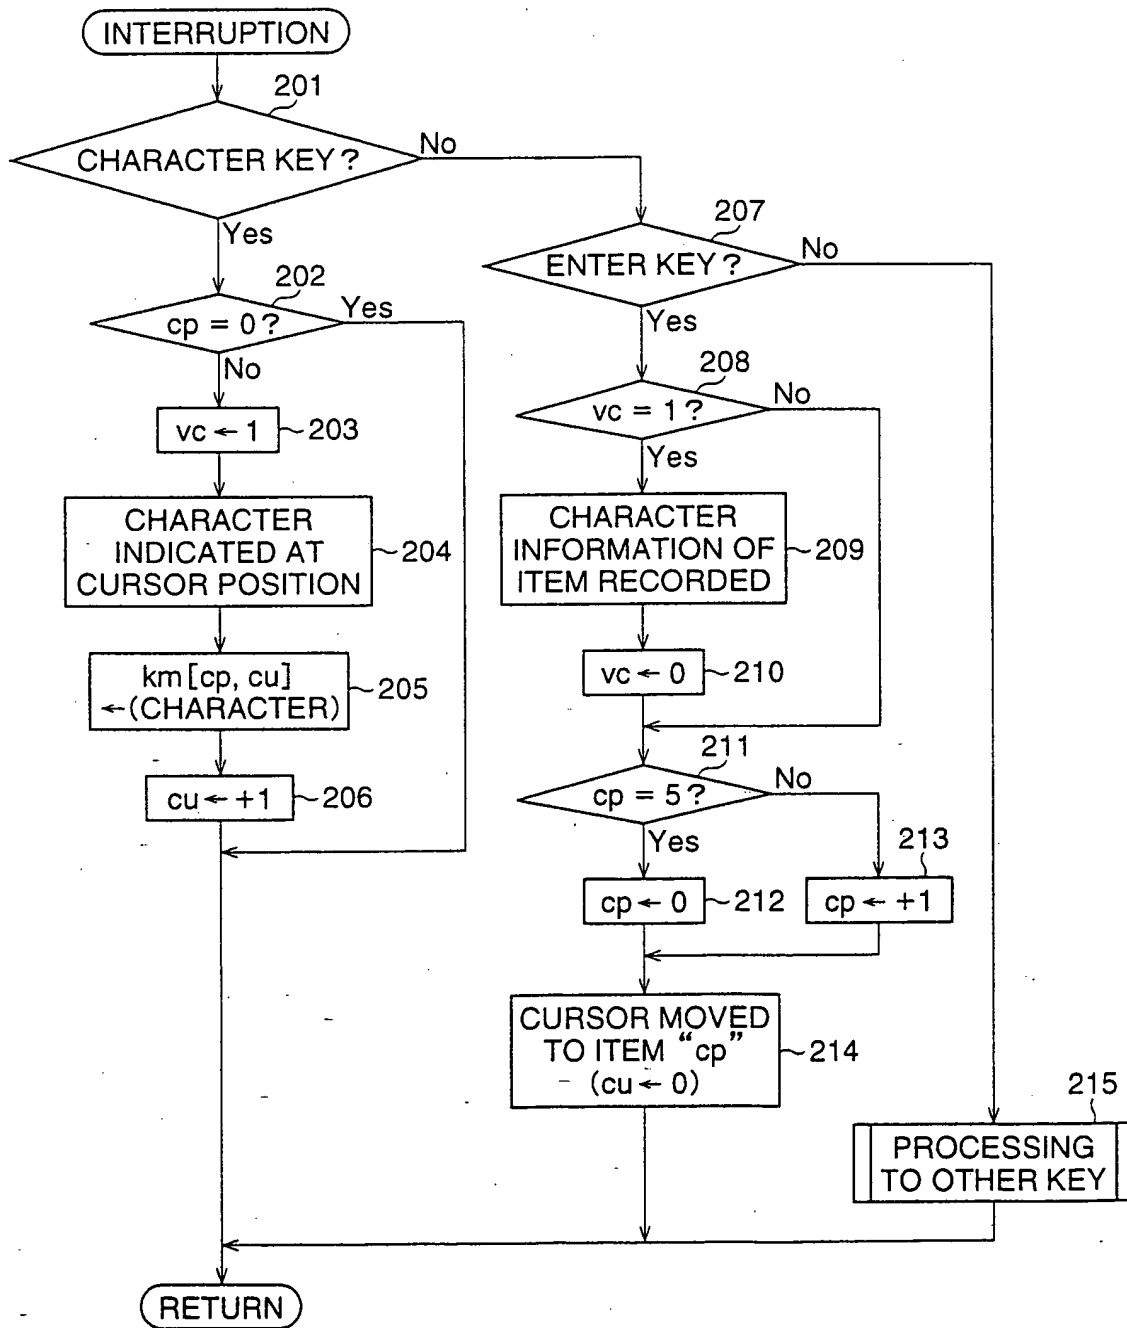 INTERRUPTION
201
CHARACTER KEY?
No
Yes
202
cp = 0?
Yes
No
vc ← 1
203
CHARACTER
INDICATED AT
CURSOR POSITION
204
km[cp, cu]
←(CHARACTER)
205
cu ← +1
206
207
ENTER KEY?
No
Yes
208
vc = 1?
No
Yes
CHARACTER
INFORMATION OF
ITEM RECORDED
209
vc ← 0
210
211
cp = 5?
No
Yes
cp ← 0
212
213
cp ← +1
CURSOR MOVED
TO ITEM “cp”
(cu ← 0)
214
215
PROCESSING
TO OTHER KEY
RETURN